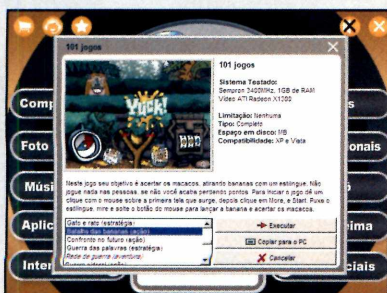 101 jogos
101 jogos
Yuck!
Sistema Testado:
Sempron 2400MHz, 1GB de RAM
Vídeo ATI Radeon X1300
Limitação: Nenhuma
Tipo: Completo
Espaço em disco: MB
Compatibilidade: XP e Vista
Neste jogo seu objetivo é acertar os macacos, atirando bananas com um estilingue. Não
jogue nada nas pessoas, se não você acaba perdendo pontos. Para iniciar o jogo dê um
clique com o mouse sobre a primeira tela que surge, depois clique em More, e Start. Puxe o
estilingue, mire e solte o botão do mouse para lançar a banana e acertar os macacos.
Gato e rato (estratégia)
Batalha das bananas (ação)
Confronto no futuro (ação)
Guerra das palavras (estratégia)
Rede de guerra (aventura)
Executar
Copiar para o PC
Cancelar
Comp
Foto
Músi
Aplic
Inter
s
onais
ó
eima
ciais